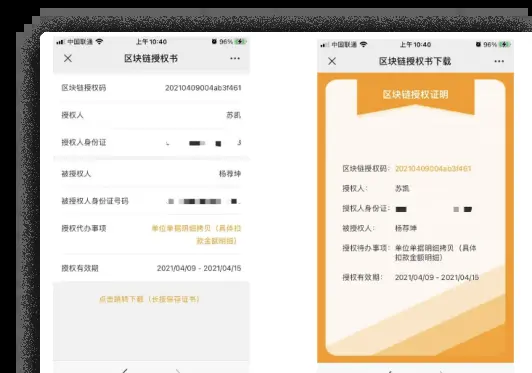 中国联通
上午10:40
96%
区块链授权书
区块链授权码
20210409004ab3f461
授权人
苏凯
授权人身份证
3
被授权人
杨荐坤
被授权人身份证号码
授权代办事项
单位单据明细拷贝（具体扣
款金额明细）
授权有效期
2021/04/09 - 2021/04/15
点击跳转下载（长按保存证书）
中国联通
上午10:40
96%
区块链授权书下载
区块链授权证明
区块链授权码：20210409004ab3f461
授权人： 苏凯
授权人身份证：
被授权人： 杨荐坤
授权待办事项：单位单据明细拷贝（具体
扣款金额明细）
授权有效期： 2021/04/09 - 2021/04/15